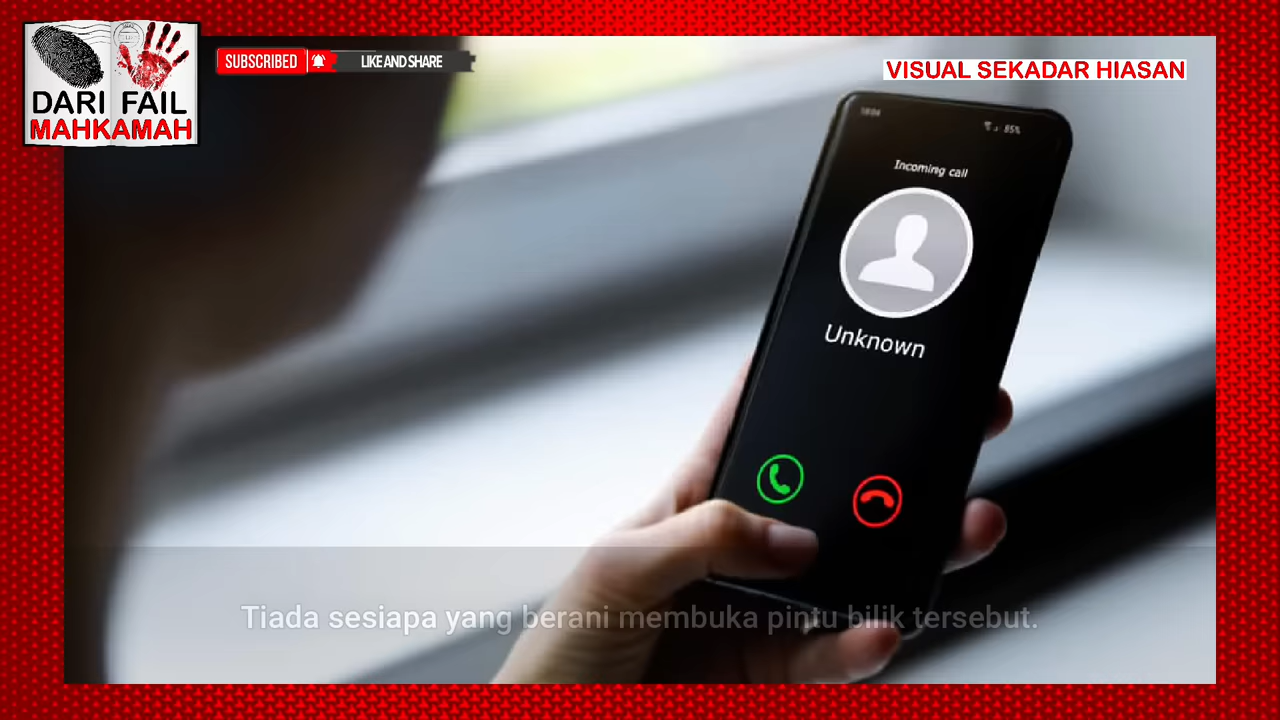 DARI FAIL
MAHKAMAH
SUBSCRIBED
LIKE AND SHARE
VISUAL SEKADAR HIASAN
85%
Incoming call
Unknown
Tiada sesiapa yang berani membuka pintu bilik tersebut.